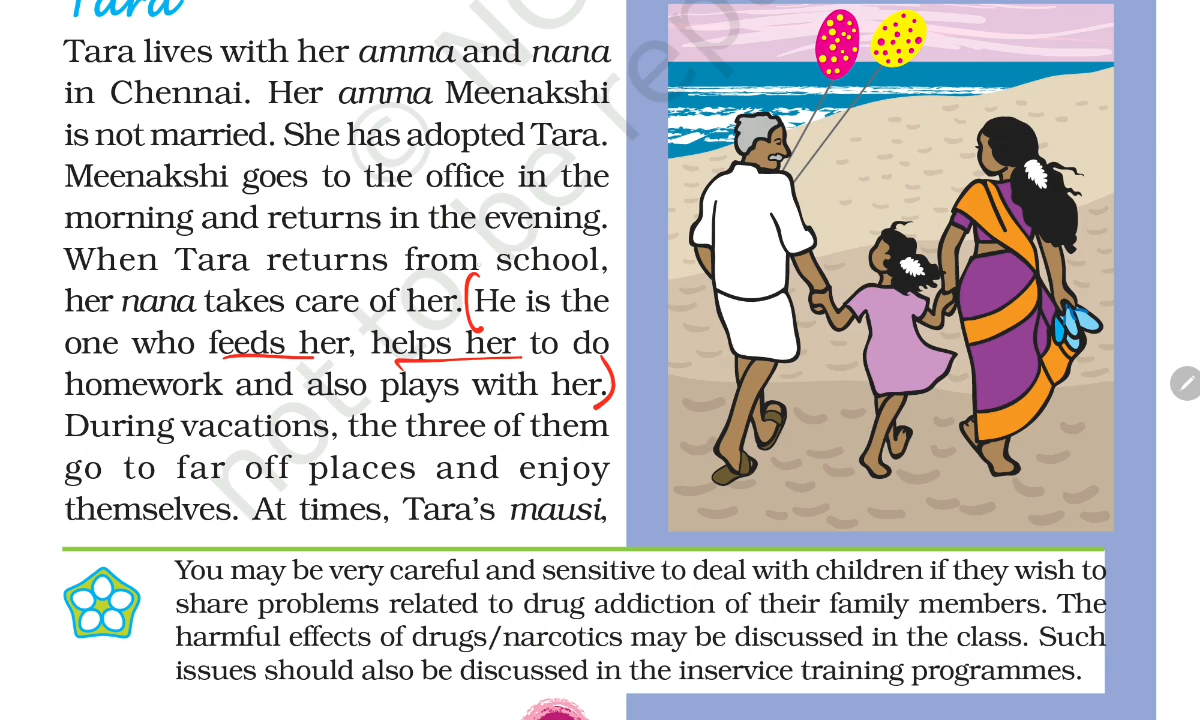 Tara
Tara lives with her amma and nana
in Chennai. Her amma Meenakshi
is not married. She has adopted Tara.
Meenakshi goes to the office in the
morning and returns in the evening.
When Tara returns from school,
her nana takes care of her. He is the
one who feeds her, helps her to do
homework and also plays with her.
During vacations, the three of them
go to far off places and enjoy
themselves. At times, Tara's mausi,
You may be very careful and sensitive to deal with children if they wish to
share problems related to drug addiction of their family members. The
harmful effects of drugs/narcotics may be discussed in the class. Such
issues should also be discussed in the inservice training programmes.
© NC
not to be rep